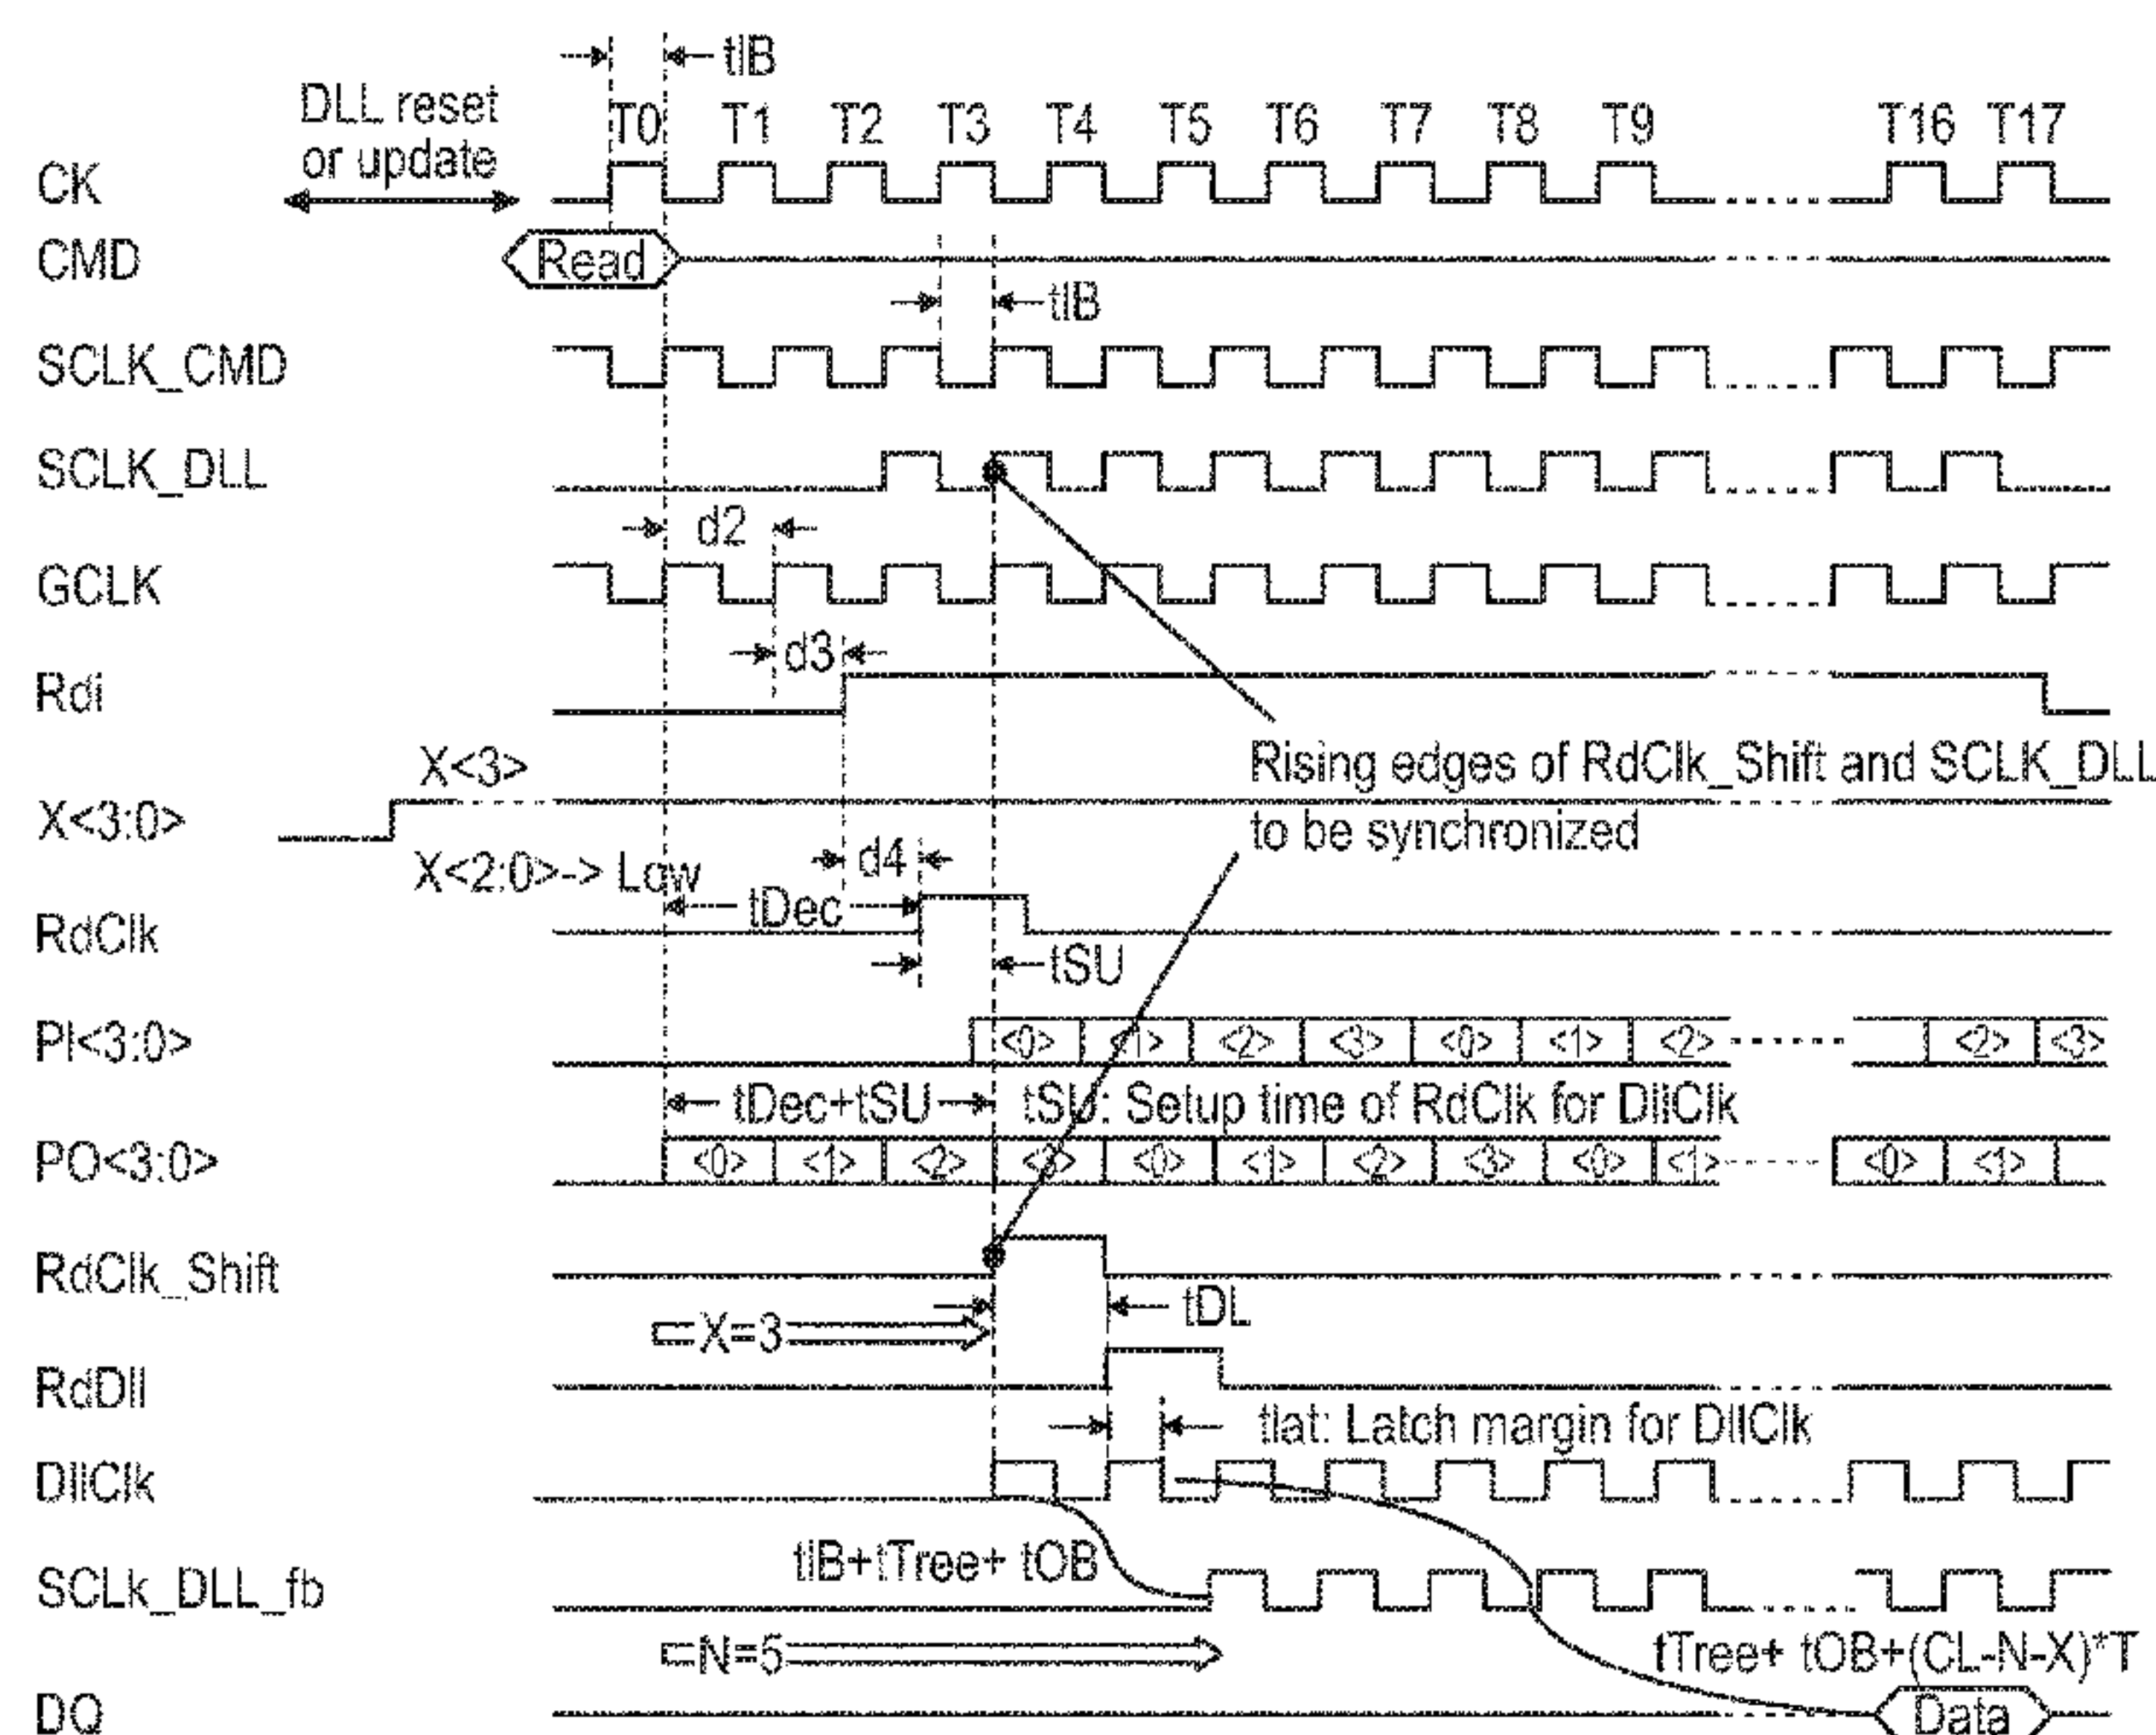 tIB
DLL reset
or update
T0 T1 T2 T3 T4 T5 T6 T7 T8 T9 T16 T17
CK
CMD
Read
tIB
SCLK_CMD
SCLK_DLL
d2
GCLK
d3
Rdi
X<3>
Rising edges of RdClk_Shift and SCLK_DLL
X<3:0>
to be synchronized
X<2:0>-> Low
d4
tDec
RdClk
tSU
PI<3:0>
<0> <1> <2> <3> <0> <1> <2> <2> <3>
tDec+tSU
tSU: Setup time of RdClk for DllClk
PO<3:0>
<0> <1> <2> <3> <0> <1> <2> <3> <0> <1> <0> <1>
RdClk_Shift
tDL
X=3
RdDll
tlat: Latch margin for DllClk
DllClk
tIB+tTree+ tOB
SCLk_DLL_fb
N=5
tTree+ tOB+(CL-N-X)*T
DQ
Data